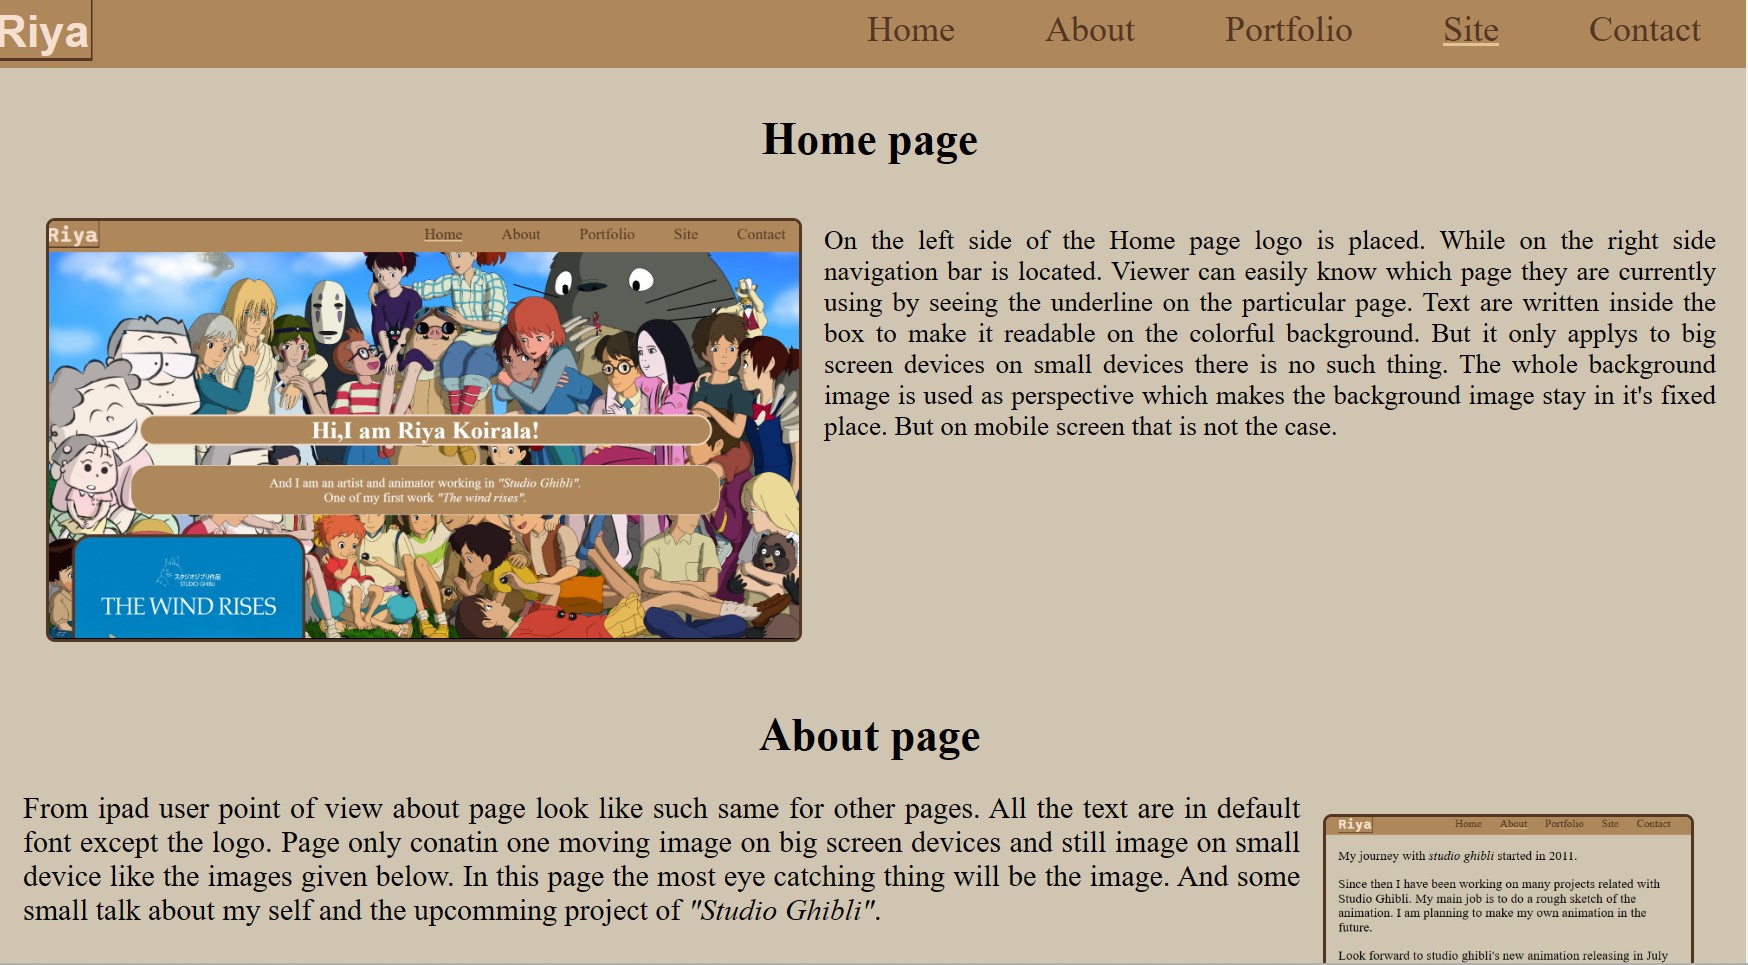 Riya
Home About Portfolio Site Contact
Home page
Riya
Home About Portfolio Site Contact
Hi,I am Riya Koirala!
And I am an artist and animator working in "Studio Ghibli".
One of my first work "The wind rises".
スタジオジブリ作品
STUDIO GHIBLI
THE WIND RISES
On the left side of the Home page logo is placed. While on the right side
navigation bar is located. Viewer can easily know which page they are currently
using by seeing the underline on the particular page. Text are written inside the
box to make it readable on the colorful background. But it only applys to big
screen devices on small devices there is no such thing. The whole background
image is used as perspective which makes the background image stay in it's fixed
place. But on mobile screen that is not the case.
About page
From ipad user point of view about page look like such same for other pages. All the text are in default
font except the logo. Page only conatin one moving image on big screen devices and still image on small
device like the images given below. In this page the most eye catching thing will be the image. And some
small talk about my self and the upcomming project of "Studio Ghibli".
Riya
Home About Portfolio Site Contact
My journey with studio ghibli started in 2011.
Since then I have been working on many projects related with
Studio Ghibli. My main job is to do a rough sketch of the
animation. I am planning to make my own animation in the
future.
Look forward to studio ghibli's new animation releasing in July